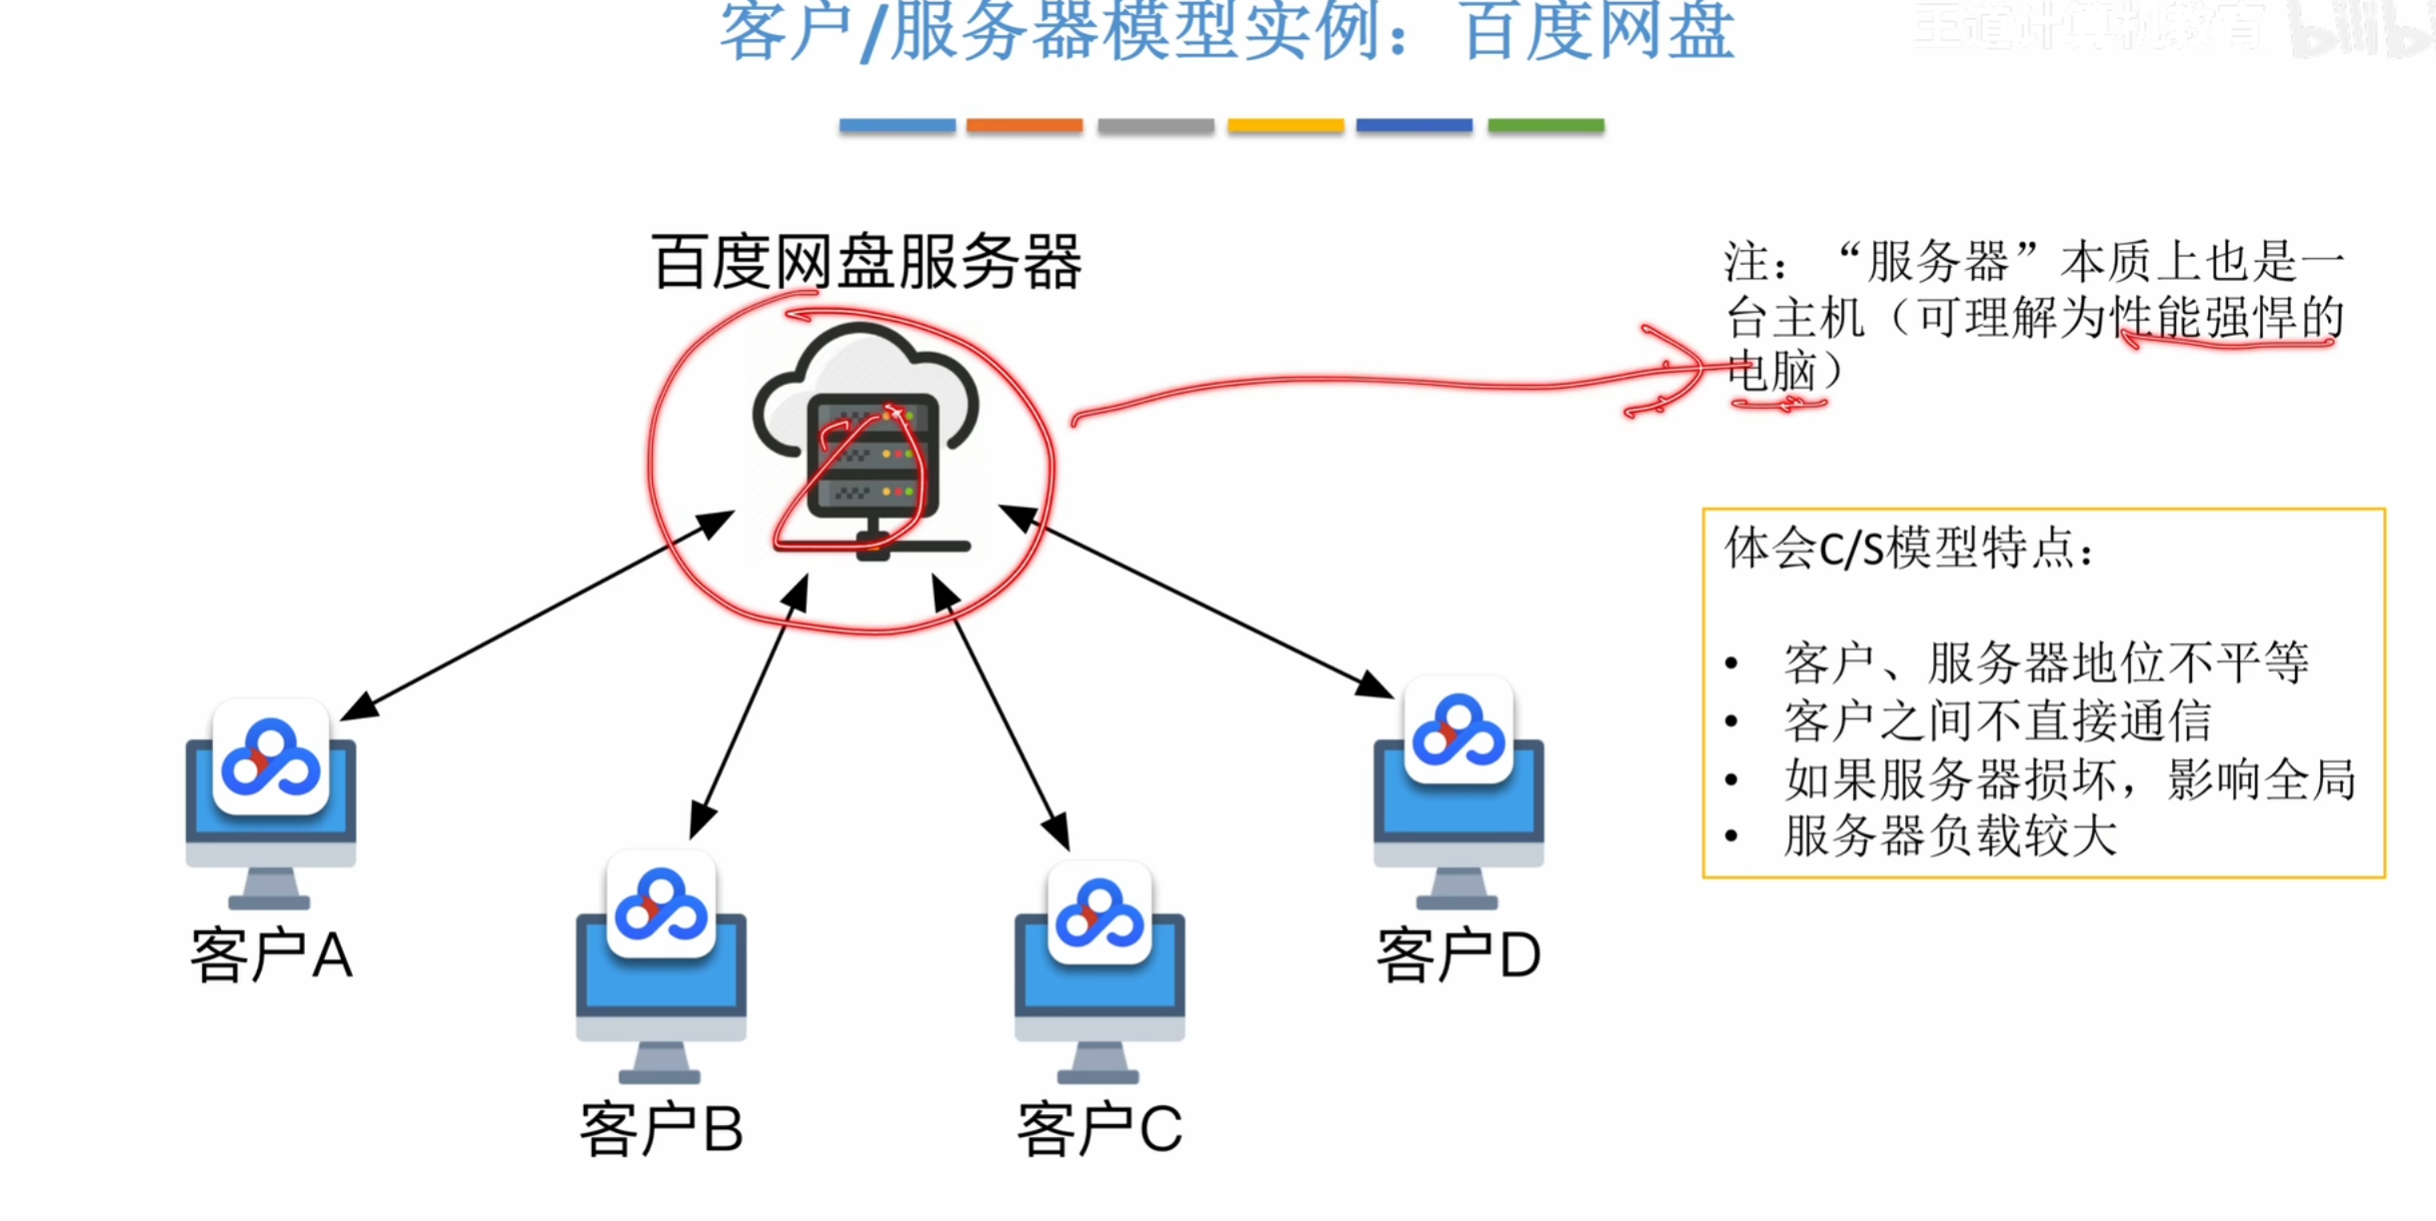 客户/服务器模型实例：百度网盘
王道计算机教育
百度网盘服务器
注：“服务器”本质上也是一
台主机（可理解为性能强悍的
电脑）
体会C/S模型特点：
• 客户、服务器地位不平等
• 客户之间不直接通信
• 如果服务器损坏，影响全局
• 服务器负载较大
客户A
客户B
客户C
客户D